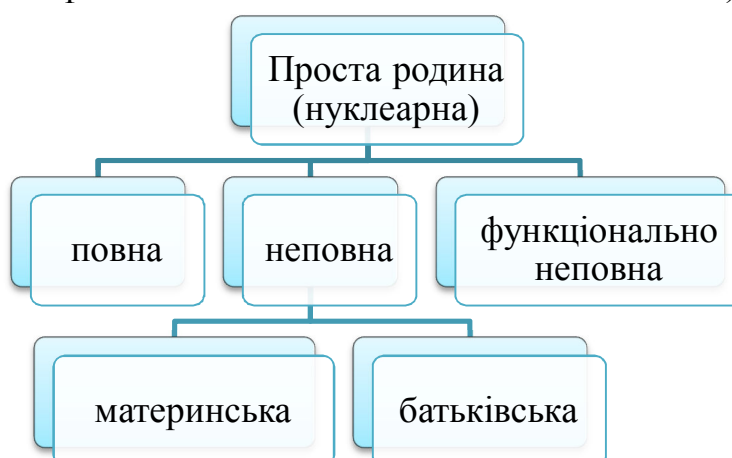 Проста родина
(нуклеарна)
повна
неповна
функціонально
неповна
материнська
батьківська